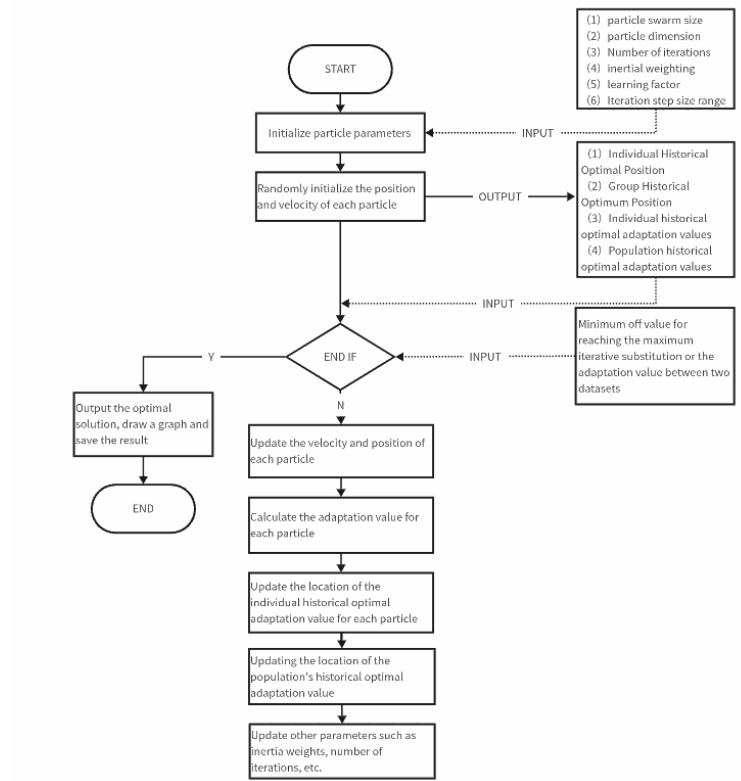 (1) particle swarm size
(2) particle dimension
(3) Number of iterations
(4) inertial weighting
(5) learning factor
(6) Iteration step size range
START
Initialize particle parameters
INPUT
Randomly initialize the position
and velocity of each particle
OUTPUT
(1) Individual Historical
Optimal Position
(2) Group Historical
Optimum Position
(3) Individual historical
optimal adaptation values
(4) Population historical
optimal adaptation values
INPUT
END IF
INPUT
Minimum off value for
reaching the maximum
iterative substitution or the
adaptation value between two
datasets
Y
N
Output the optimal
solution, draw a graph and
save the result
END
Update the velocity and position of
each particle
Calculate the adaptation value for
each particle
Update the location of the
individual historical optimal
adaptation value for each particle
Updating the location of the
population's historical optimal
adaptation value
Update other parameters such as
inertia weights, number of
iterations, etc.